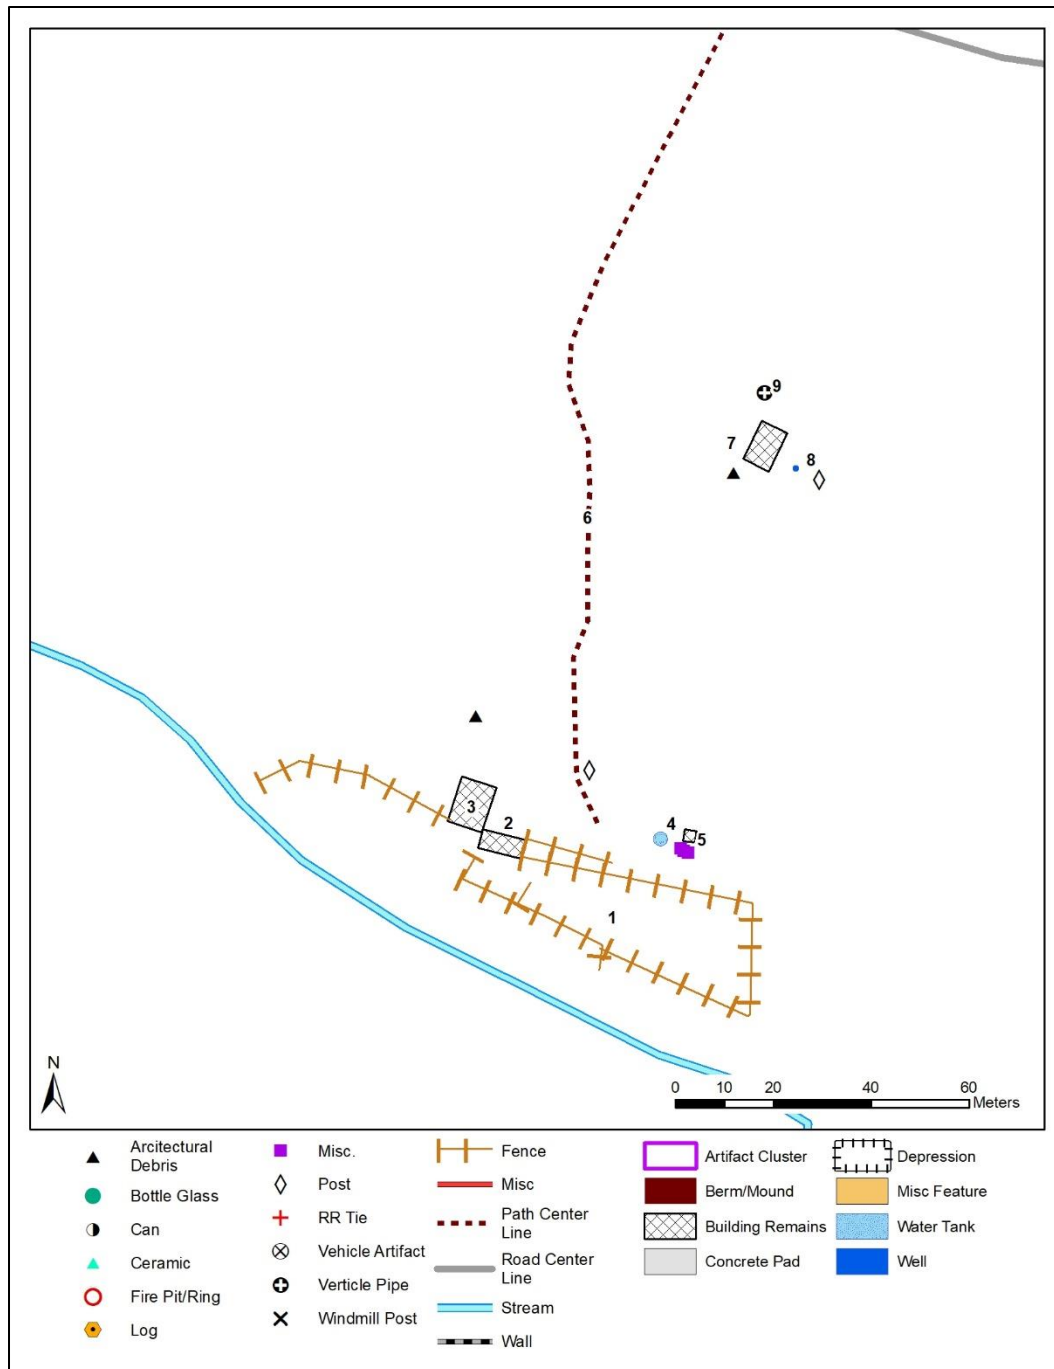 9
7
8
6
3
2
4
5
1
N
0 10 20 40 60
Meters
Arcitectural
Debris
Bottle Glass
Can
Ceramic
Fire Pit/Ring
Log
Misc.
Post
RR Tie
Vehicle Artifact
Verticle Pipe
Windmill Post
Fence
Misc
Path Center
Line
Road Center
Line
Stream
Wall
Artifact Cluster
Berm/Mound
Building Remains
Concrete Pad
Depression
Misc Feature
Water Tank
Well